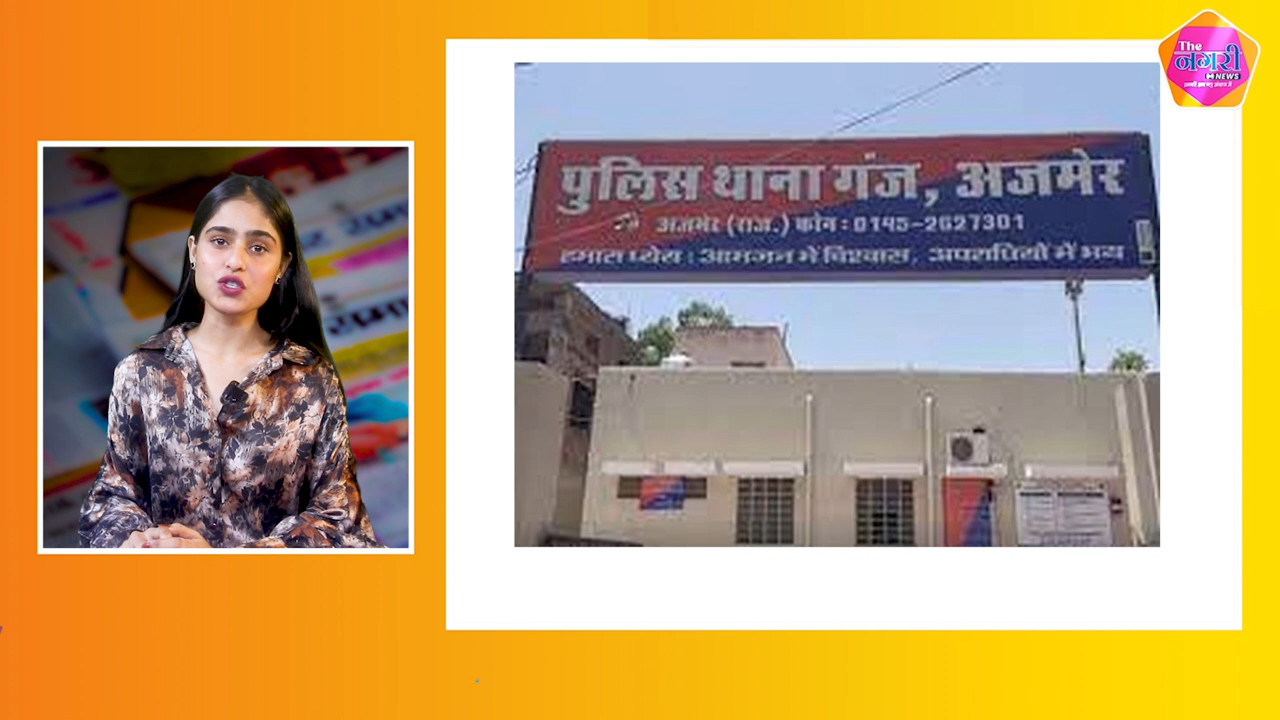 The
नगरी
NEWS
पुलिस थाना गंज, अजमेर
अजमेर (राज.) फोन : 0145-2627301
हमारा ध्येय : आमजन में विश्वास, अपराधियों में भय